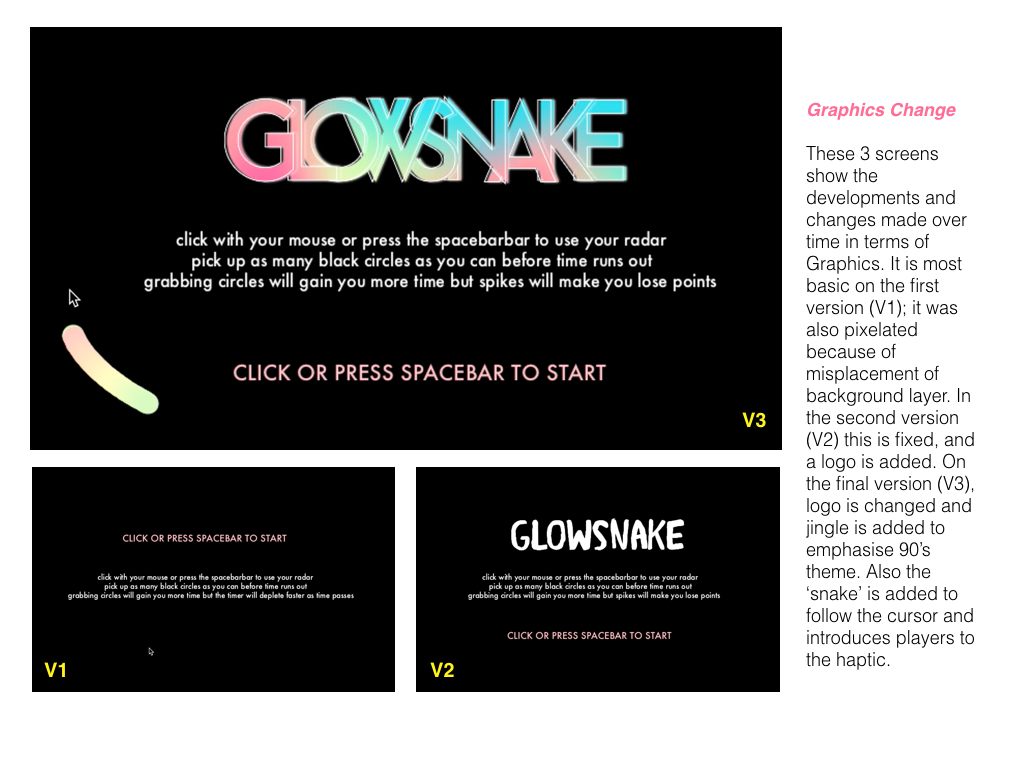 GLOWSNAKE
click with your mouse or press the spacebarbar to use your radar
pick up as many black circles as you can before time runs out
grabbing circles will gain you more time but spikes will make you lose points
CLICK OR PRESS SPACEBAR TO START
V3
CLICK OR PRESS SPACEBAR TO START
click with your mouse or press the spacebarbar to use your radar
pick up as many black circles as you can before time runs out
grabbing circles will gain you more time but the timer will deplete faster as time passes
V1
GLOWSNAKE
click with your mouse or press the spacebarbar to use your radar
pick up as many black circles as you can before time runs out
grabbing circles will gain you more time but spikes will make you lose points
CLICK OR PRESS SPACEBAR TO START
V2
Graphics Change
These 3 screens
show the
developments and
changes made over
time in terms of
Graphics. It is most
basic on the first
version (V1); it was
also pixelated
because of
misplacement of
background layer. In
the second version
(V2) this is fixed, and
a logo is added. On
the final version (V3),
logo is changed and
jingle is added to
emphasise 90’s
theme. Also the
‘snake’ is added to
follow the cursor and
introduces players to
the haptic.